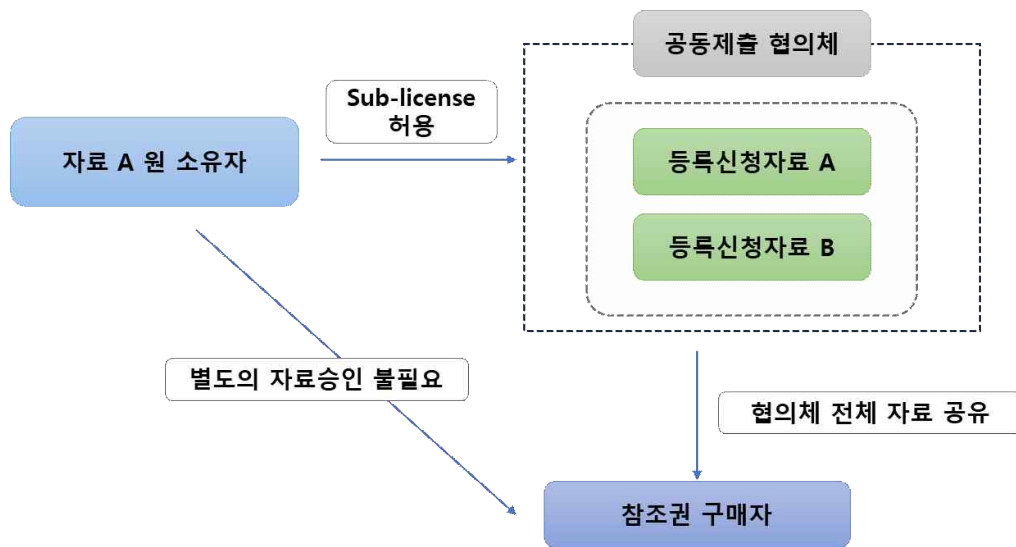 공동제출 협의체
Sub-license
허용
자료 A 원 소유자
등록신청자료 A
등록신청자료 B
별도의 자료승인 불필요
협의체 전체 자료 공유
참조권 구매자